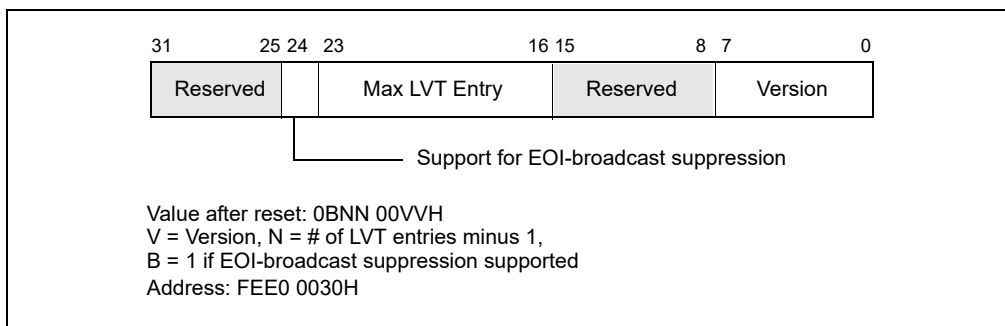 31 25 24 23 16 15 8 7 0
Reserved Max LVT Entry Reserved Version
Support for EOI-broadcast suppression
Value after reset: 0BNN 00VVH
V = Version, N = # of LVT entries minus 1,
B = 1 if EOI-broadcast suppression supported
Address: FEE0 0030H